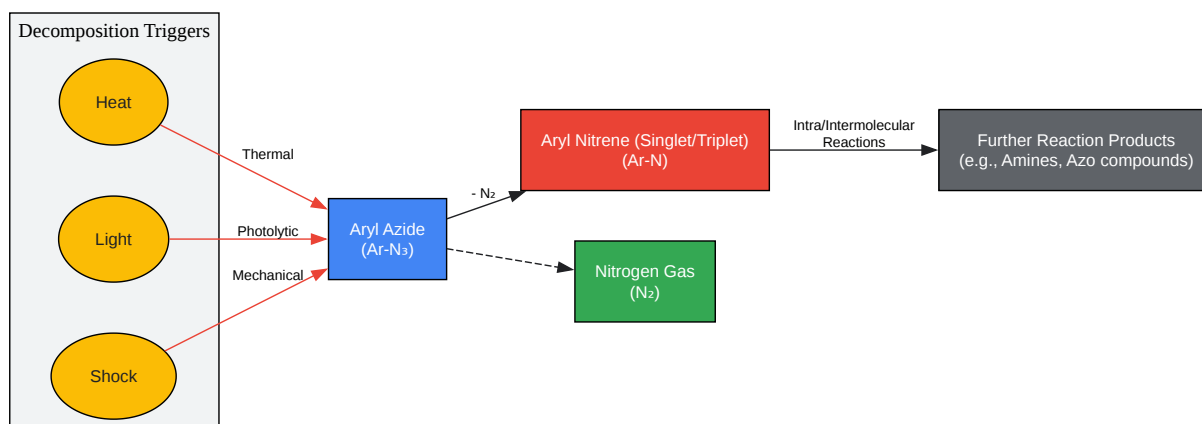 Decomposition Triggers
Heat
Thermal
Light
Photolytic
Mechanical
Shock
Aryl Azide
(Ar-N₃)
- N₂
Aryl Nitrene (Singlet/Triplet)
(Ar-N)
Nitrogen Gas
(N₂)
Intra/Intermolecular
Reactions
Further Reaction Products
(e.g., Amines, Azo compounds)